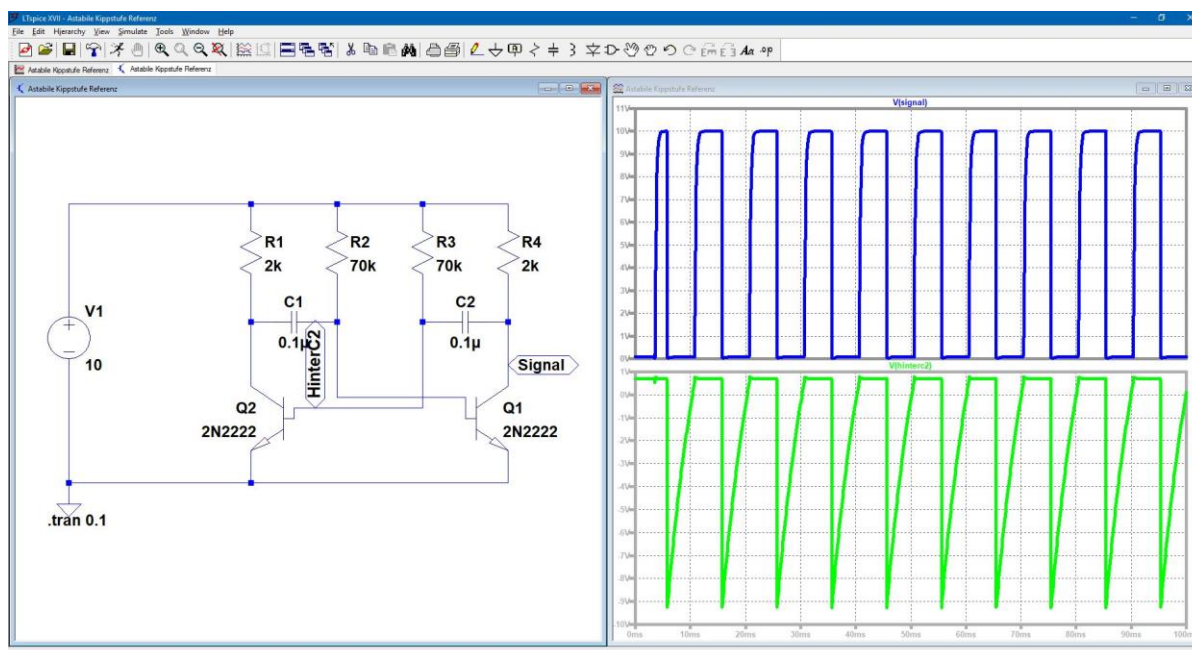 LTspice XVII - Astabile Kippstufe Referenz
File Edit Hierarchy View Simulate Tools Window Help
Aa .op
Astabile Kippstufe Referenz Astabile Kippstufe Referenz
Astabile Kippstufe Referenz
R1
2k
R2
70k
R3
70k
R4
2k
C1
0.1µ
C2
0.1µ
HinterC2
V1
10
Signal
Q2
2N2222
Q1
2N2222
.tran 0.1
Astabile Kippstufe Referenz
V(signal)
11V
10V
9V
8V
7V
6V
5V
4V
3V
2V
1V
0V
V(hinterc2)
1V
0V
-1V
-2V
-3V
-4V
-5V
-6V
-7V
-8V
-9V
-10V
0ms 10ms 20ms 30ms 40ms 50ms 60ms 70ms 80ms 90ms 100m